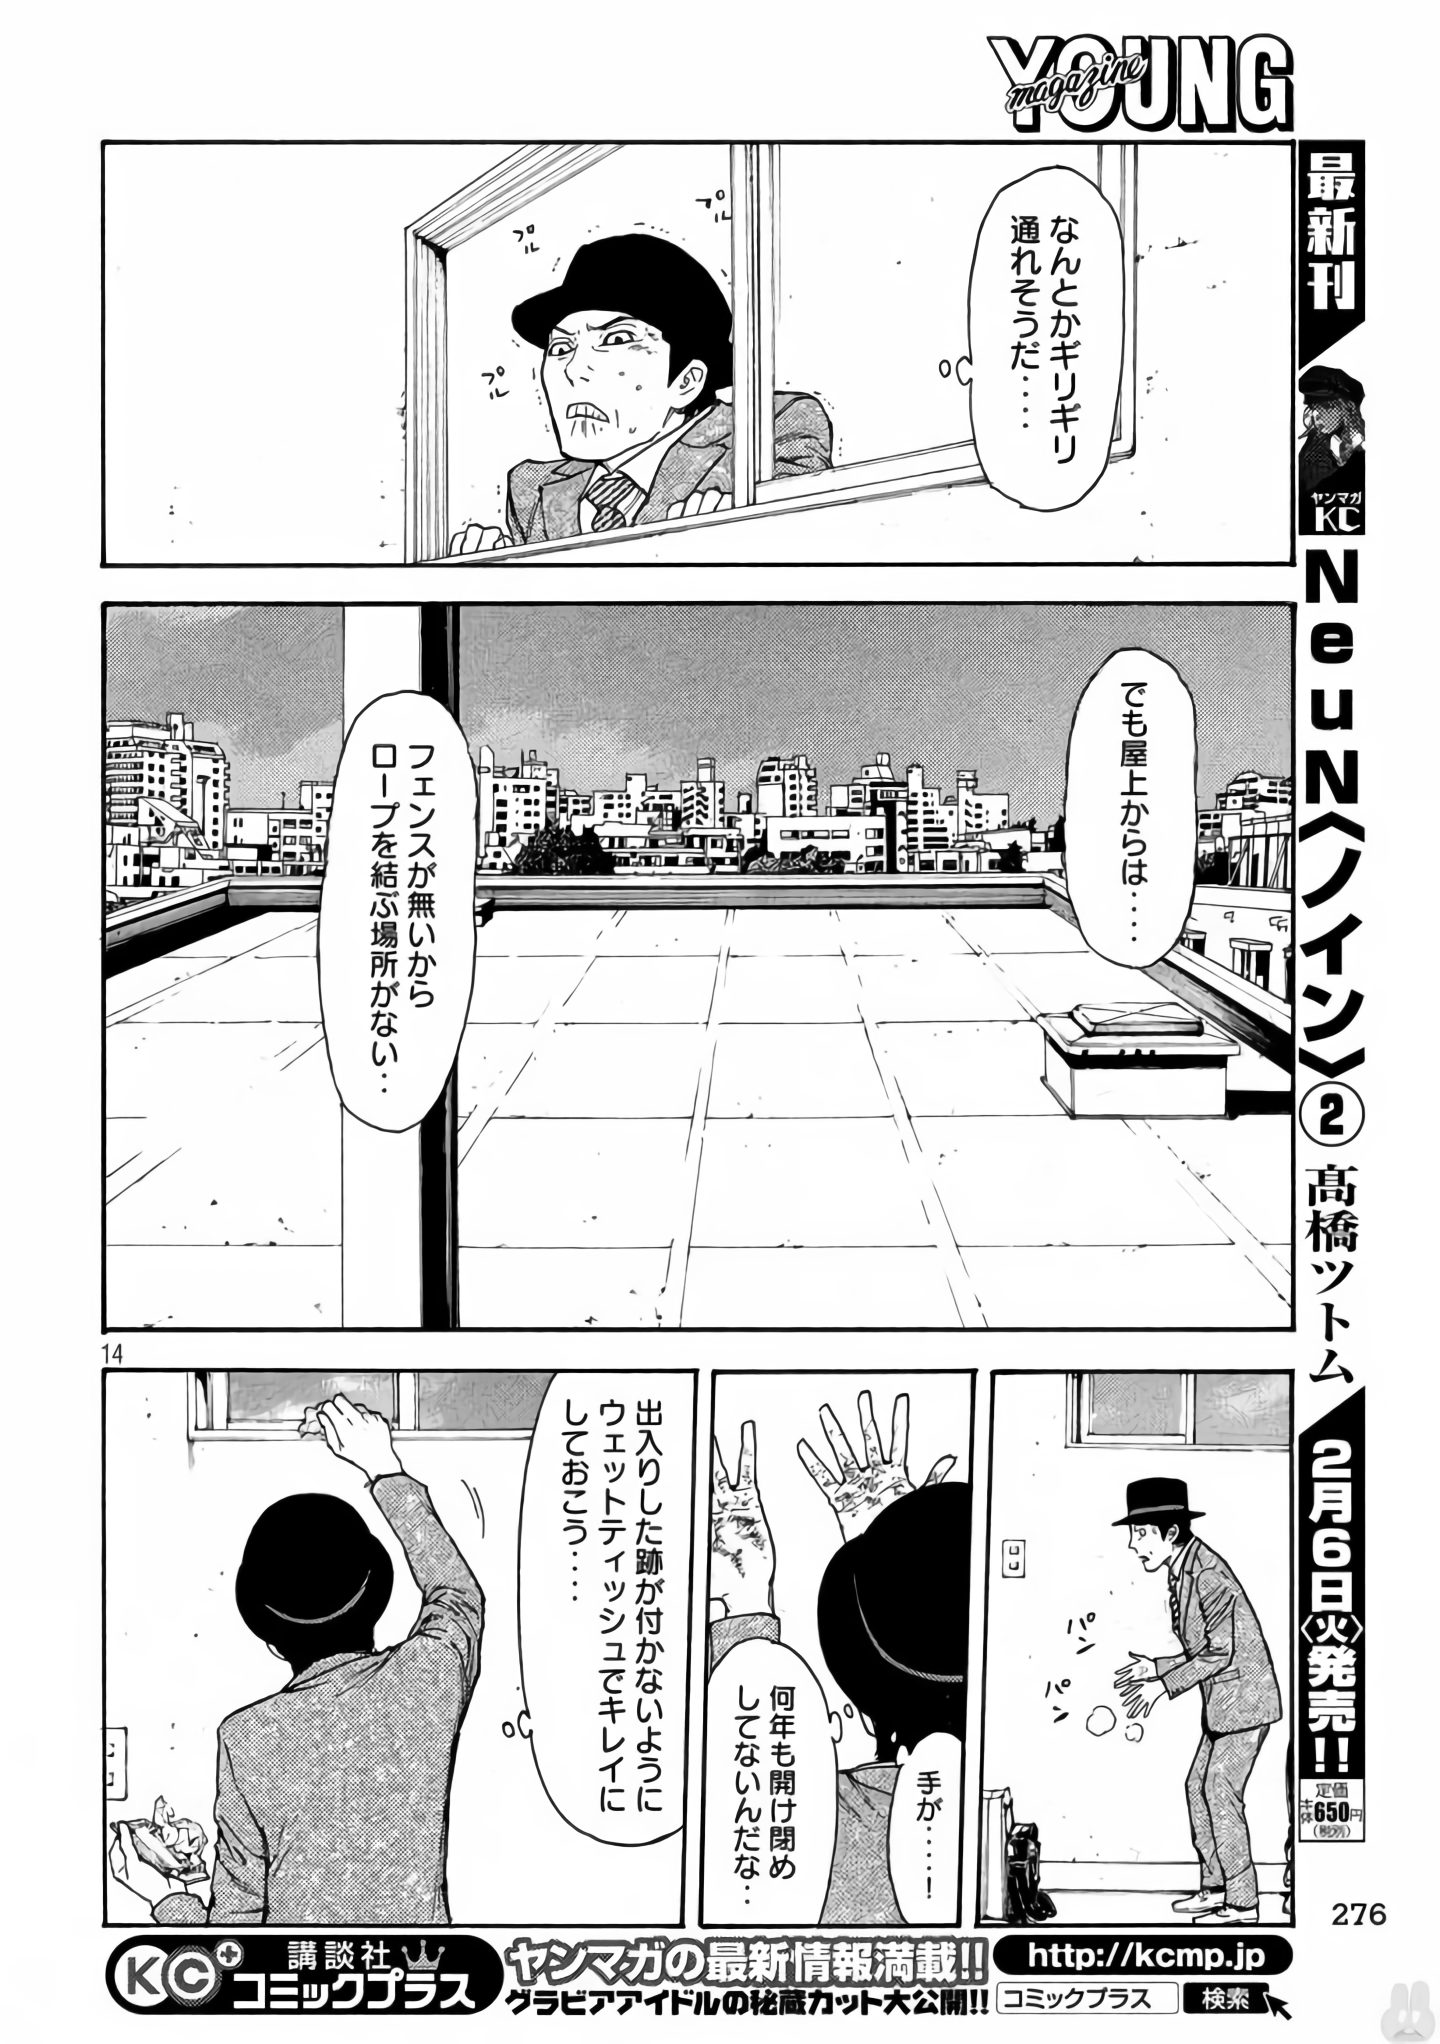 YOUNG
magazine
なんとかギリギリ
通れそうだ‥‥
プル
プル
プル
でも屋上からは‥‥
フェンスが無いから
ロープを結ぶ場所がない‥
14
パン
パン
手が‥‥！
何年も開け閉め
してないんだな‥
出入りした跡が付かないように
ウェットティッシュでキレイに
しておこう‥‥
最新刊
ヤンマガ
KC
NeuN〈ノイン〉②
髙橋ツトム
2月6日〈火〉発売!!
定価
本体650円
(税別)
276
KC+
講談社
コミックプラス
ヤンマガの最新情報満載!!
グラビアアイドルの秘蔵カット大公開!!
http://kcmp.jp
コミックプラス
検索